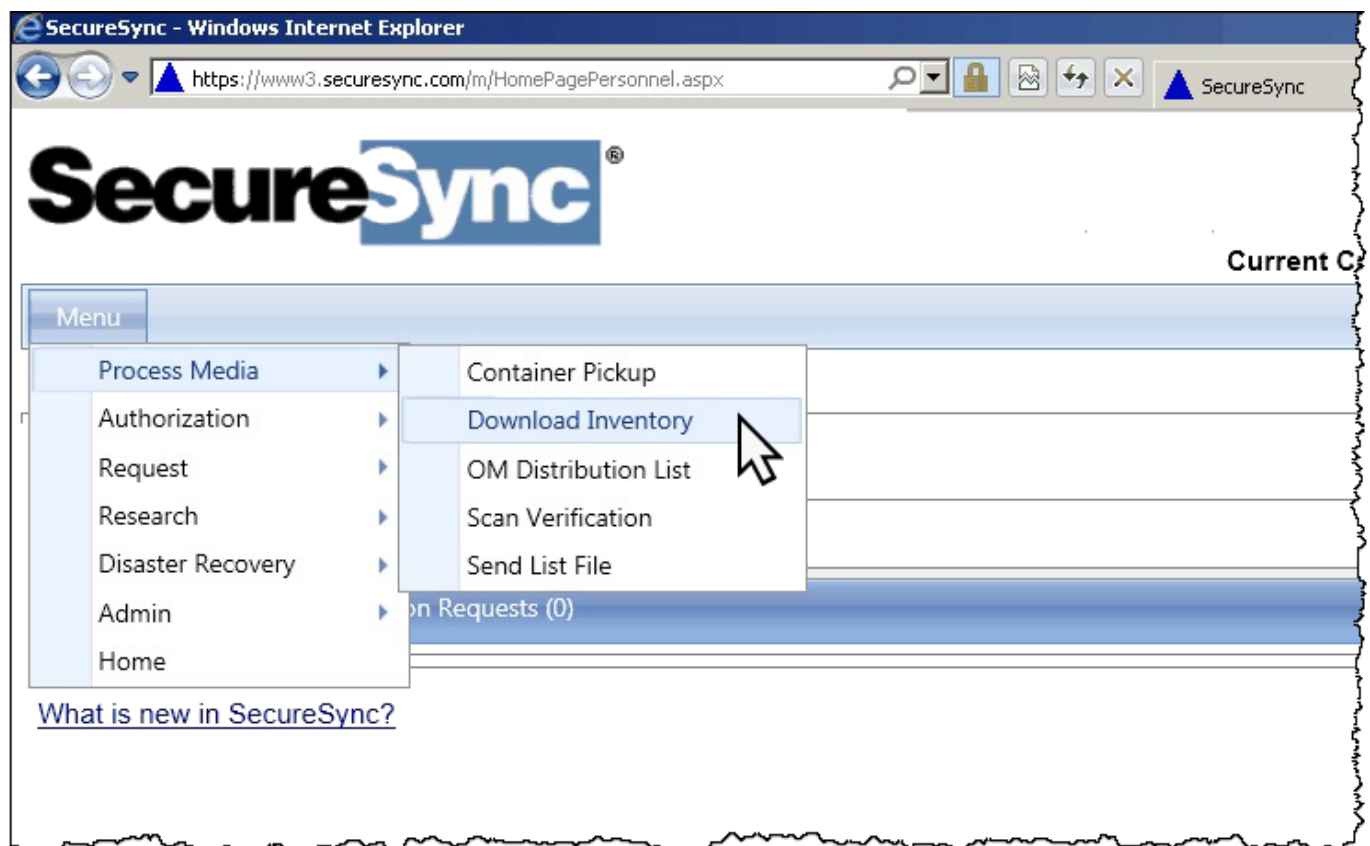 SecureSync - Windows Internet Explorer
https://www3.securesync.com/m/HomePagePersonnel.aspx
SecureSync
SecureSync®
Current C
Menu
Process Media
Authorization
Request
Research
Disaster Recovery
Admin
Home
Container Pickup
Download Inventory
OM Distribution List
Scan Verification
Send List File
on Requests (0)
What is new in SecureSync?